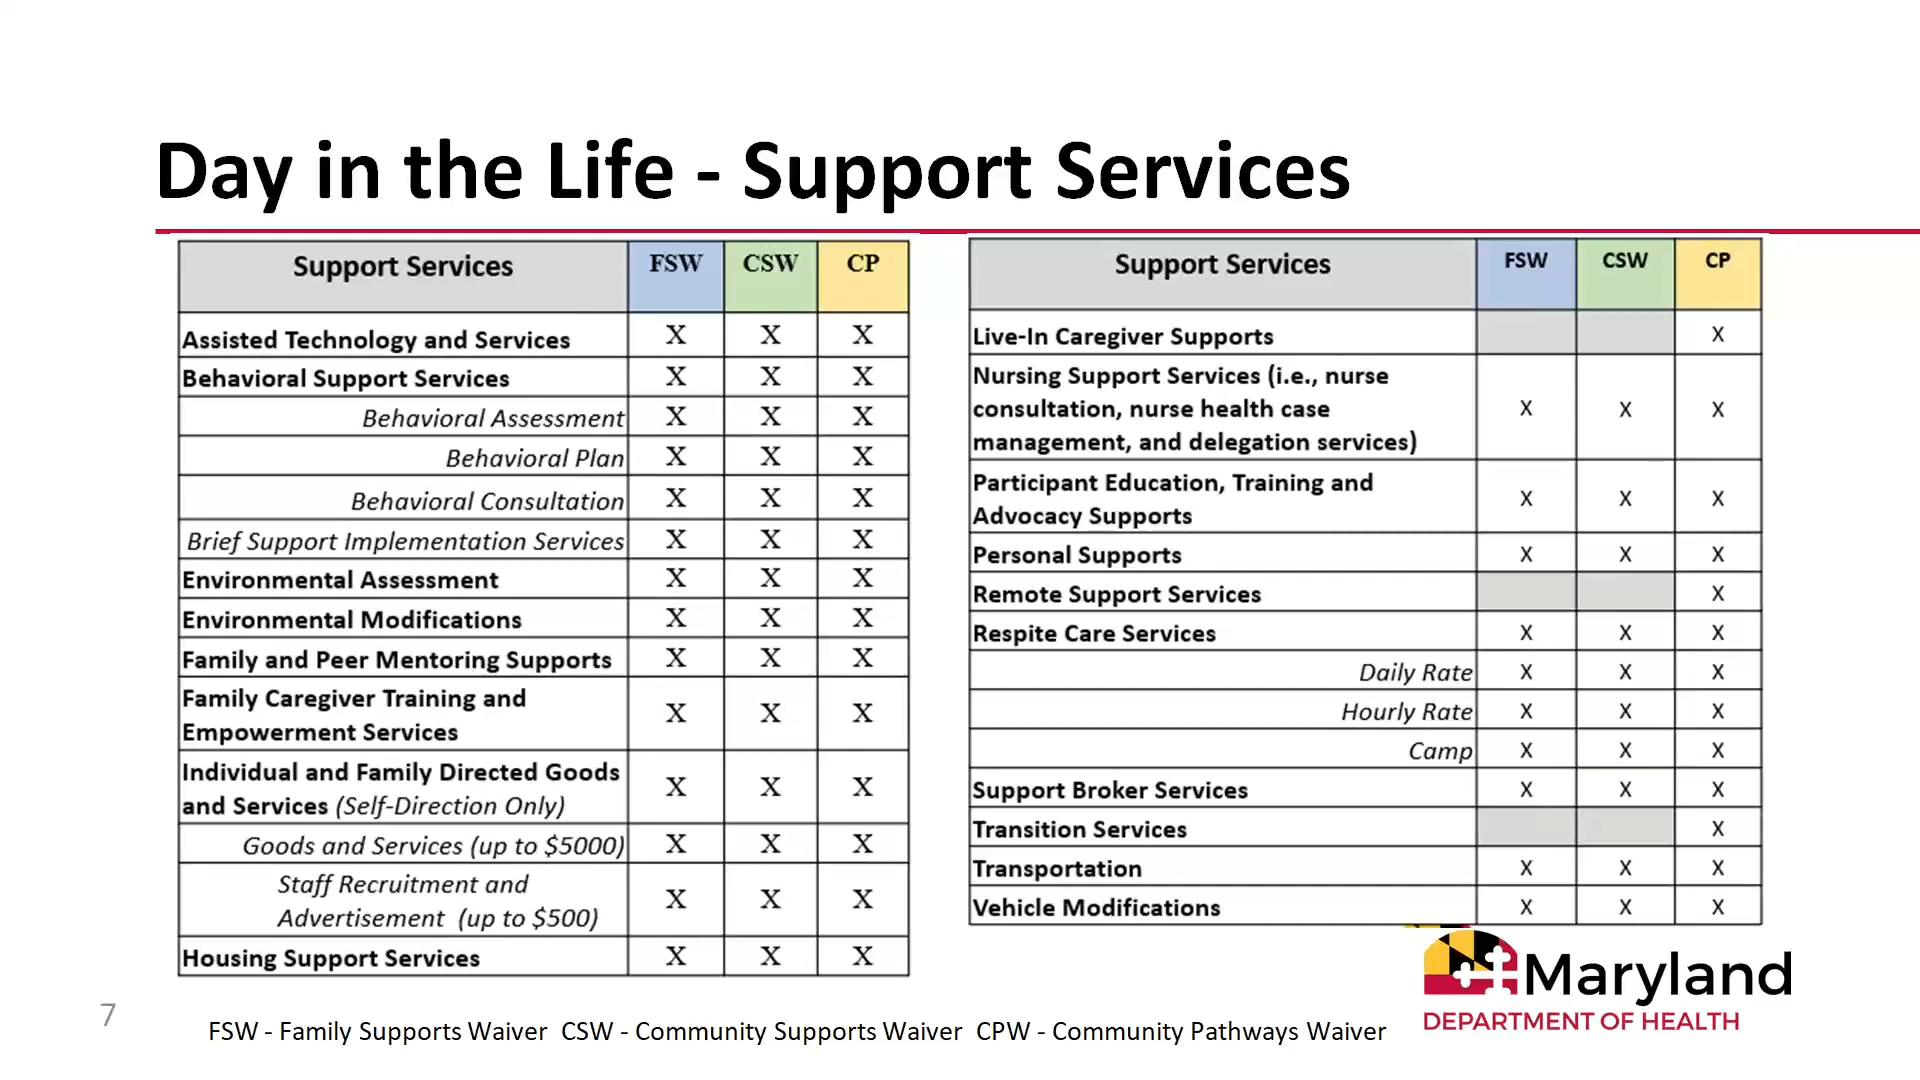 Day in the Life - Support Services
Support Services FSW CSW CP
Assisted Technology and Services X X X
Behavioral Support Services X X X
Behavioral Assessment X X X
Behavioral Plan X X X
Behavioral Consultation X X X
Brief Support Implementation Services X X X
Environmental Assessment X X X
Environmental Modifications X X X
Family and Peer Mentoring Supports X X X
Family Caregiver Training and
Empowerment Services X X X
Individual and Family Directed Goods
and Services (Self-Direction Only) X X X
Goods and Services (up to $5000) X X X
Staff Recruitment and
Advertisement (up to $500) X X X
Housing Support Services X X X
Support Services FSW CSW CP
Live-In Caregiver Supports X
Nursing Support Services (i.e., nurse
consultation, nurse health case X X X
management, and delegation services)
Participant Education, Training and
Advocacy Supports X X X
Personal Supports X X X
Remote Support Services X
Respite Care Services X X X
Daily Rate X X X
Hourly Rate X X X
Camp X X X
Support Broker Services X X X
Transition Services X
Transportation X X X
Vehicle Modifications X X X
Maryland
DEPARTMENT OF HEALTH
7
FSW - Family Supports Waiver CSW - Community Supports Waiver CPW - Community Pathways Waiver